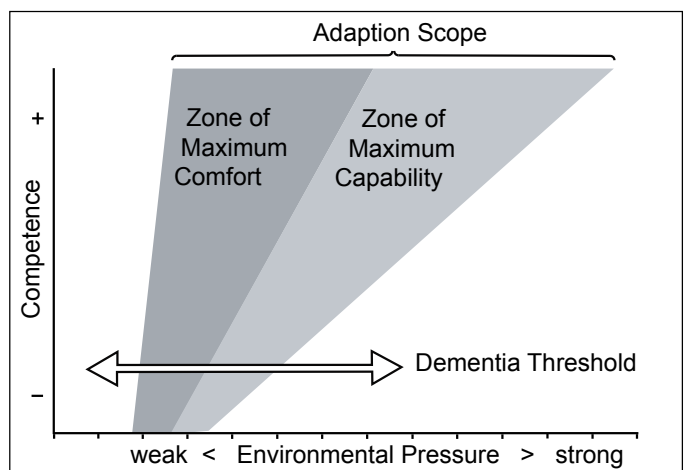 Adaption Scope
+
Zone of
Maximum
Comfort
Zone of
Maximum
Capability
Competence
Dementia Threshold
–
weak < Environmental Pressure > strong